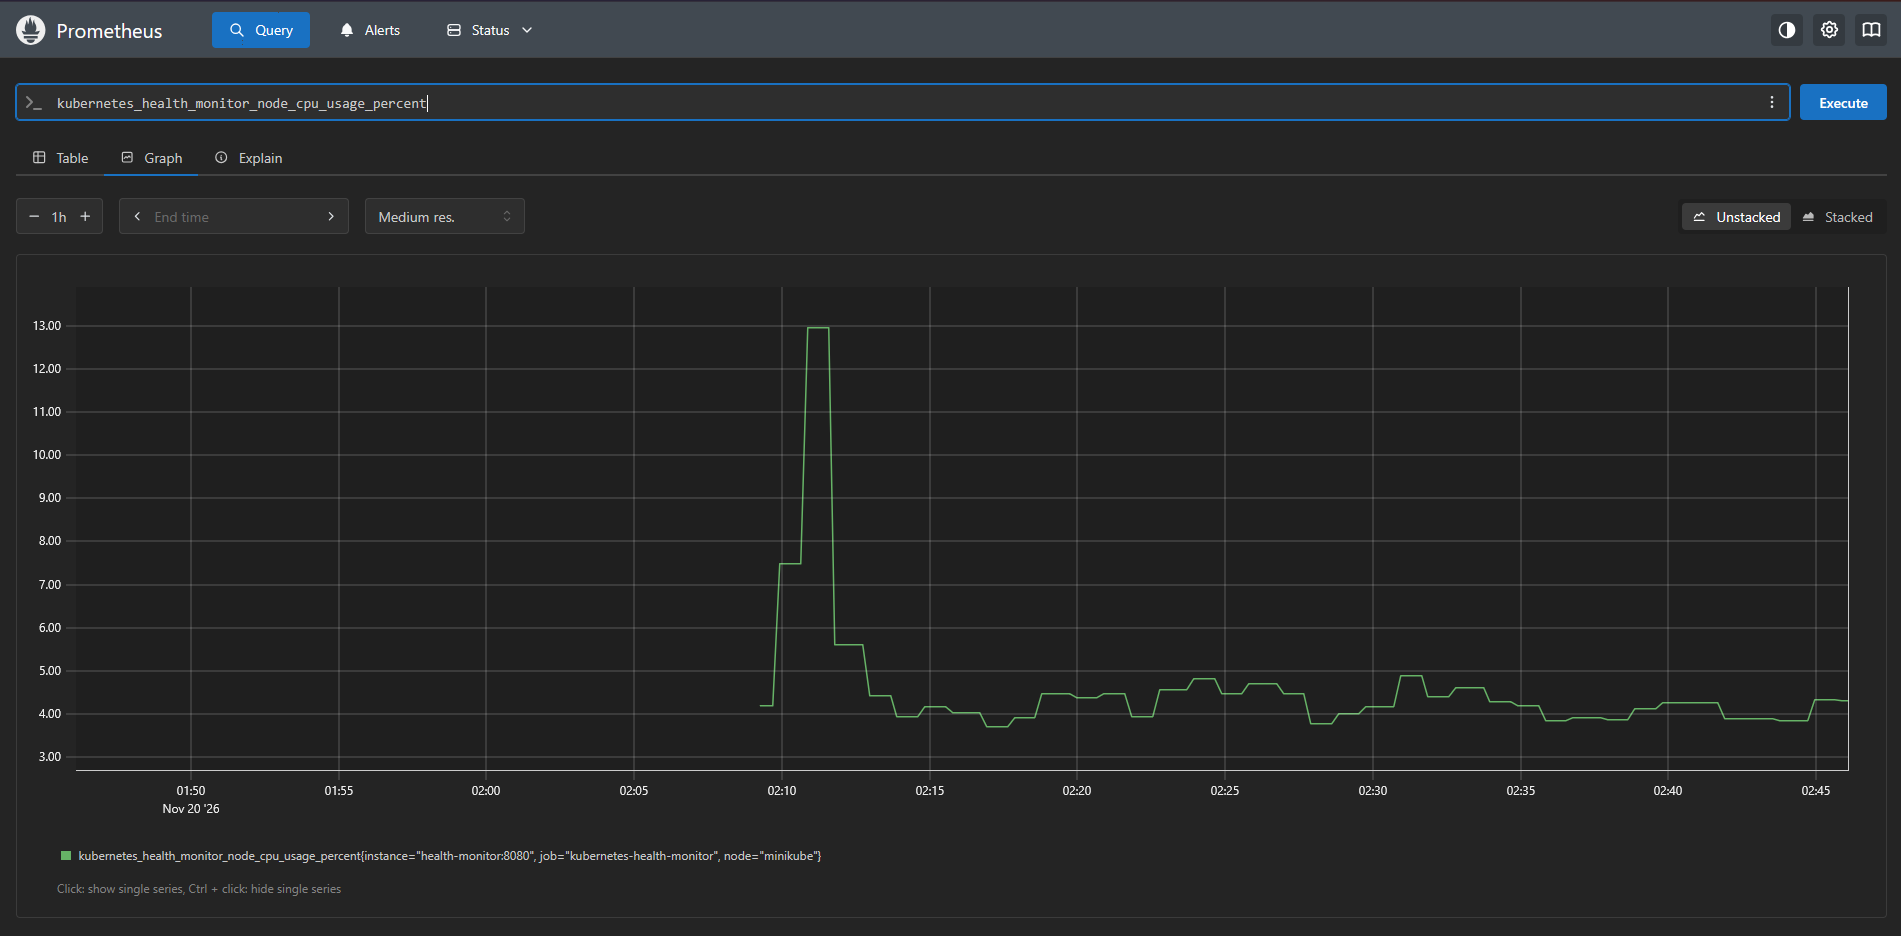 Prometheus Query Alerts Status
>_ kubernetes_health_monitor_node_cpu_usage_percent Execute
Table Graph Explain
− 1h + End time Medium res. Unstacked Stacked
13.00
12.00
11.00
10.00
9.00
8.00
7.00
6.00
5.00
4.00
3.00
01:50 01:55 02:00 02:05 02:10 02:15 02:20 02:25 02:30 02:35 02:40 02:45
Nov 20 '26
kubernetes_health_monitor_node_cpu_usage_percent{instance="health-monitor:8080", job="kubernetes-health-monitor", node="minikube"}
Click: show single series, Ctrl + click: hide single series